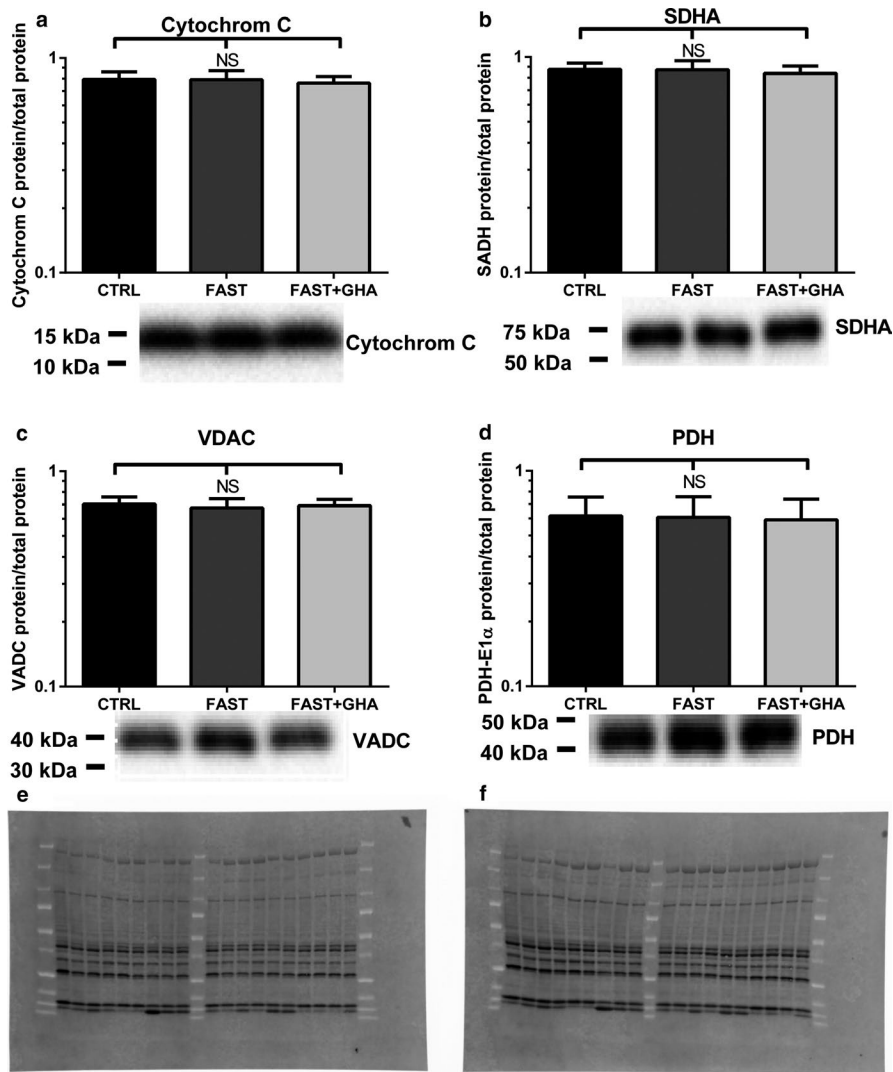 a
Cytochrom C
NS
1
0.1
Cytochrom C protein/total protein
CTRL FAST FAST+GHA
15 kDa
10 kDa
Cytochrom C
b
SDHA
NS
1
0.1
SADH protein/total protein
CTRL FAST FAST+GHA
75 kDa
50 kDa
SDHA
c
VDAC
NS
1
0.1
VADC protein/total protein
CTRL FAST FAST+GHA
40 kDa
30 kDa
VADC
d
PDH
NS
1
0.1
PDH-E1α protein/total protein
CTRL FAST FAST+GHA
50 kDa
40 kDa
PDH
e
f